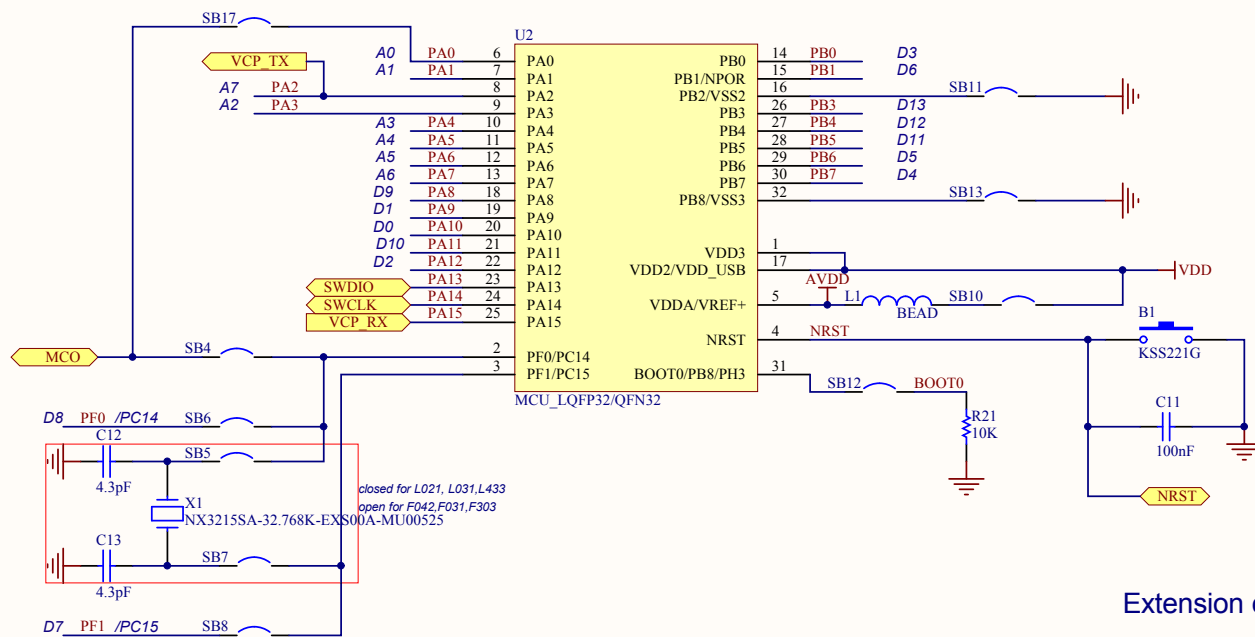 SB17
U2
VCP_TX
A0 PA0 6 PA0
A1 PA1 7 PA1
A7 PA2 8 PA2
A2 PA3 9 PA3
A3 PA4 10 PA4
A4 PA5 11 PA5
A5 PA6 12 PA6
A6 PA7 13 PA7
D9 PA8 18 PA8
D1 PA9 19 PA9
D0 PA10 20 PA10
D10 PA11 21 PA11
D2 PA12 22 PA12
SWDIO PA13 23 PA13
SWCLK PA14 24 PA14
VCP_RX PA15 25 PA15
MCO SB4 2 PF0/PC14
3 PF1/PC15
PB0 14 PB0 D3
PB1/NPOR 15 PB1 D6
PB2/VSS2 16 SB11
PB3 26 PB3 D13
PB4 27 PB4 D12
PB5 28 PB5 D11
PB6 29 PB6 D5
PB7 30 PB7 D4
PB8/VSS3 32 SB13
VDD3 1
VDD2/VDD_USB 17 VDD
AVDD
VDDA/VREF+ 5 L1 SB10
BEAD
NRST 4 NRST
B1
KSS221G
BOOT0/PB8/PH3 31 SB12 BOOT0
MCU_LQFP32/QFN32
R21
10K
C11
100nF
NRST
D8 PF0 /PC14 SB6
C12 SB5
4.3pF
closed for L021, L031,L433
open for F042,F031,F303
X1
NX3215SA-32.768K-EXS00A-MU00525
C13 SB7
4.3pF
D7 PF1 /PC15 SB8
Extension